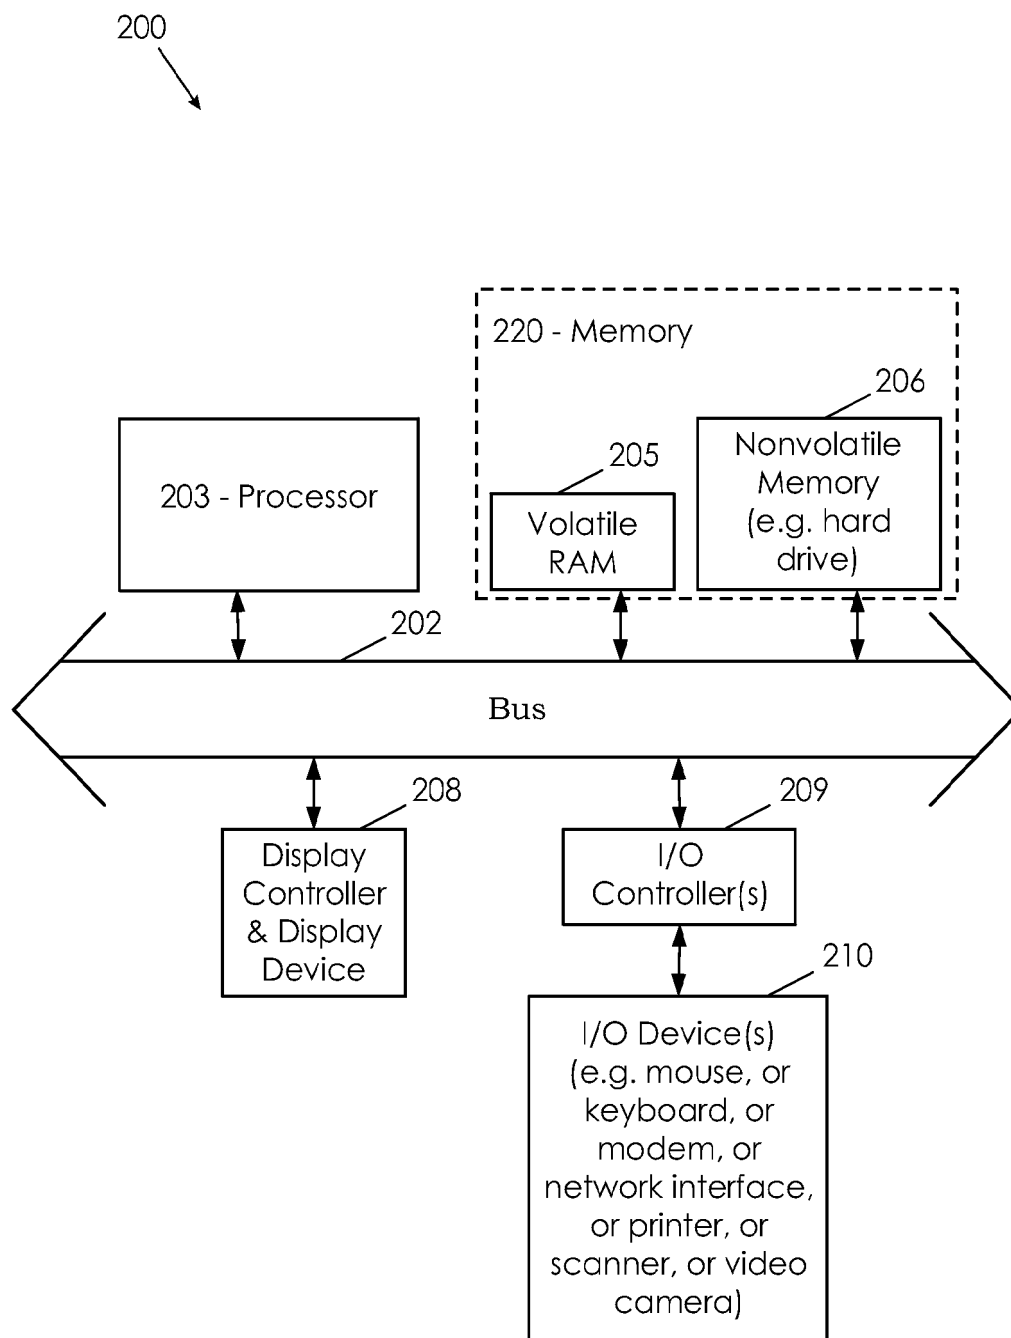 200
220 - Memory
206
203 - Processor
205
Nonvolatile
Memory
(e.g. hard
drive)
Volatile
RAM
202
Bus
208
209
Display
Controller
& Display
Device
I/O
Controller(s)
210
I/O Device(s)
(e.g. mouse, or
keyboard, or
modem, or
network interface,
or printer, or
scanner, or video
camera)